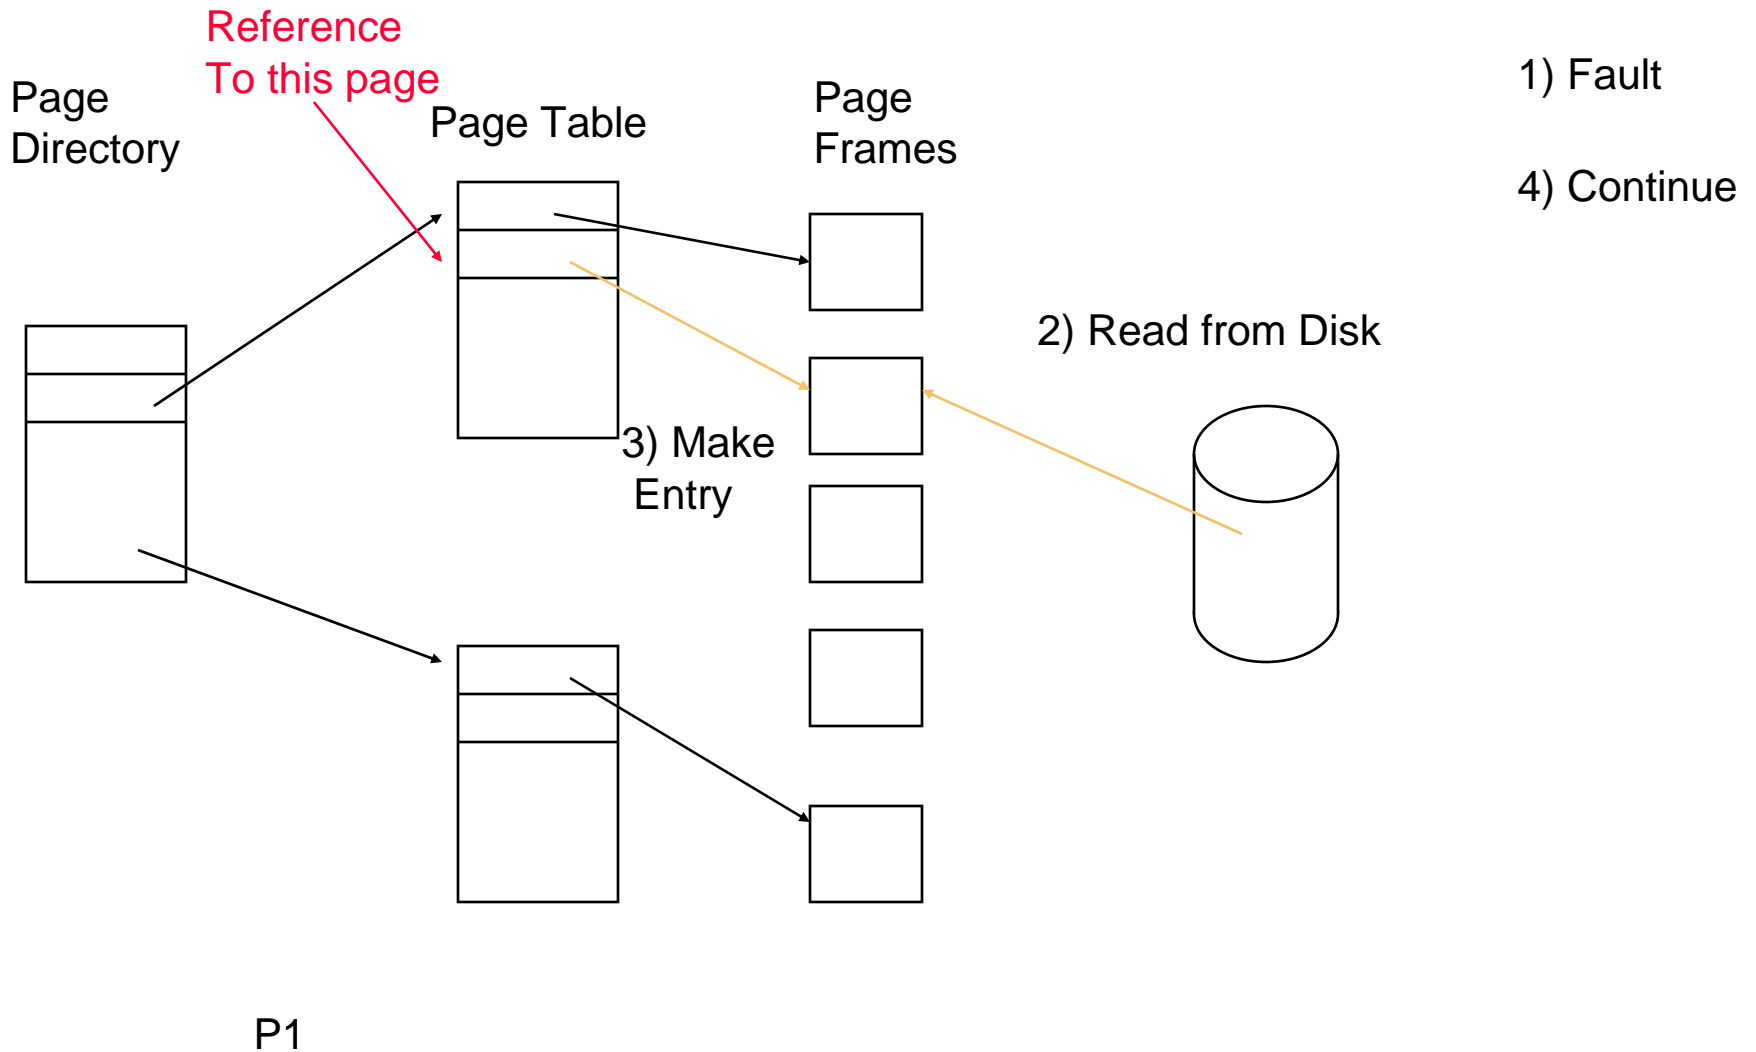 Reference
To this page
Page
Directory
Page Table
Page
Frames
1) Fault
4) Continue
2) Read from Disk
3) Make
Entry
P1